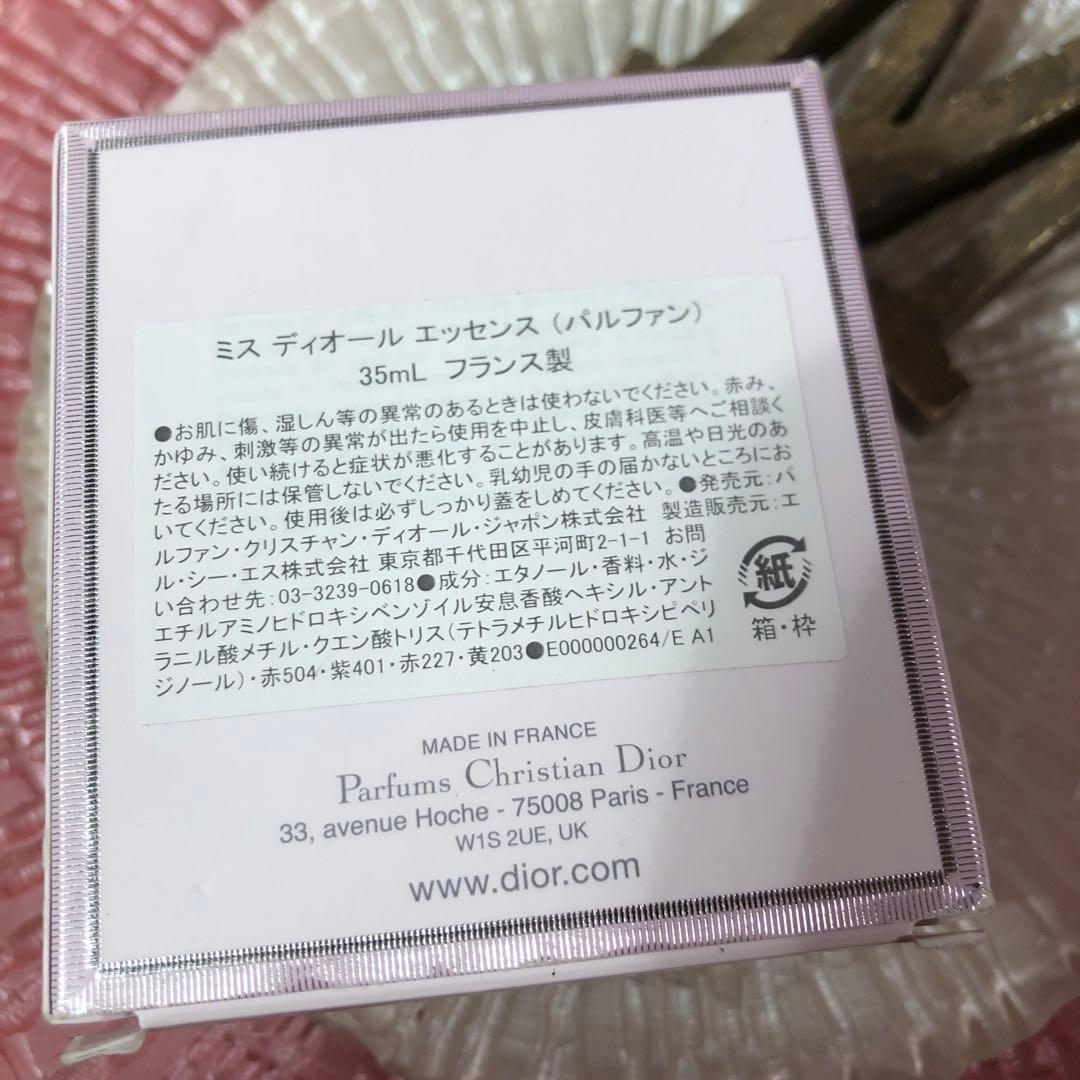 ミス ディオール エッセンス (パルファン)
35mL フランス製
●お肌に傷、湿しん等の異常のあるときは使わないでください。赤み、
かゆみ、刺激等の異常が出たら使用を中止し、皮膚科医等へご相談く
ださい。使い続けると症状が悪化することがあります。高温や日光のあ
たる場所には保管しないでください。乳幼児の手の届かないところにお
いてください。使用後は必ずしっかり蓋をしめてください。●発売元:パ
ルファン・クリスチャン・ディオール・ジャポン株式会社 製造販売元:エ
ル・シー・エス株式会社 東京都千代田区平河町2-1-1 お問
い合わせ先:03-3239-0618●成分:エタノール・香料・水・ジ
エチルアミノヒドロキシベンゾイル安息香酸ヘキシル・アント
ラニル酸メチル・クエン酸トリス(テトラメチルヒドロキシピペリ
ジノール)・赤504・紫401・赤227・黄203●E000000264/E A1
紙
箱・枠
MADE IN FRANCE
Parfums Christian Dior
33, avenue Hoche - 75008 Paris - France
W1S 2UE, UK
www.dior.com